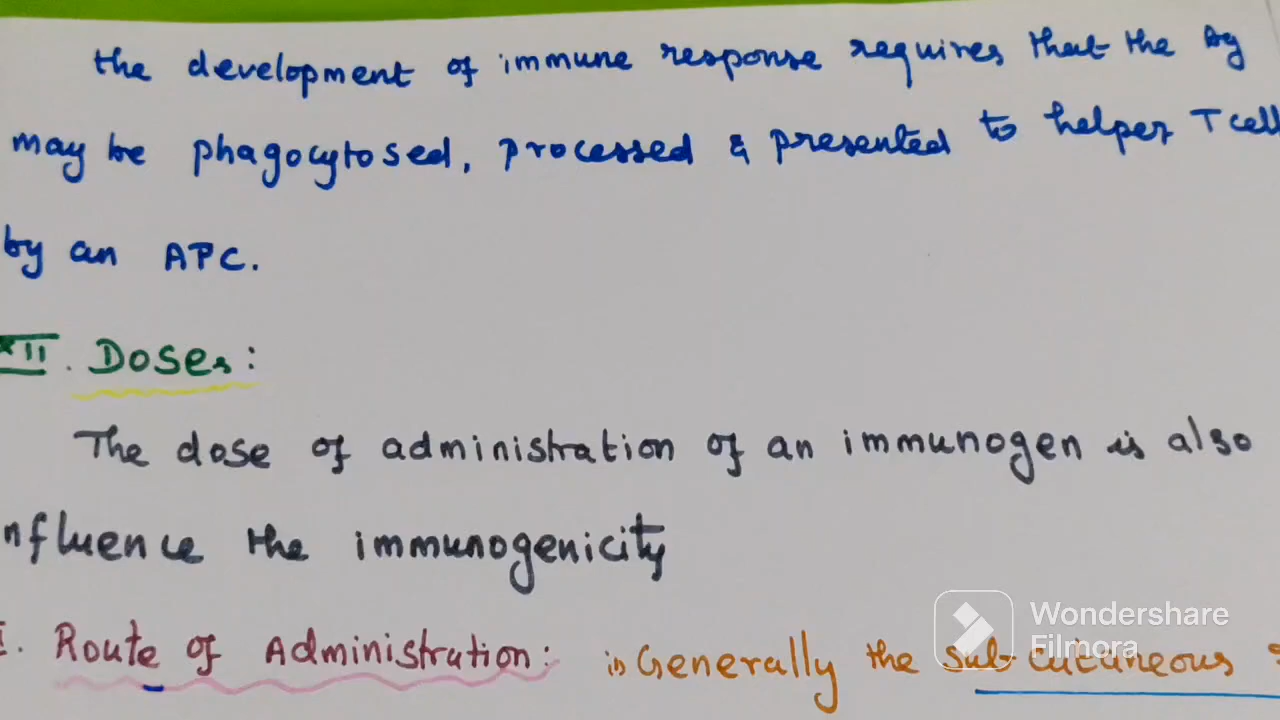 the development of immune response requires that the Ag
may be phagocytosed, processed & presented to helper T cell
by an APC.
XII. Doses:
The dose of administration of an immunogen is also
influence the immunogenicity
Route of Administration: is Generally the sub-cutaneous
Wondershare
Filmora